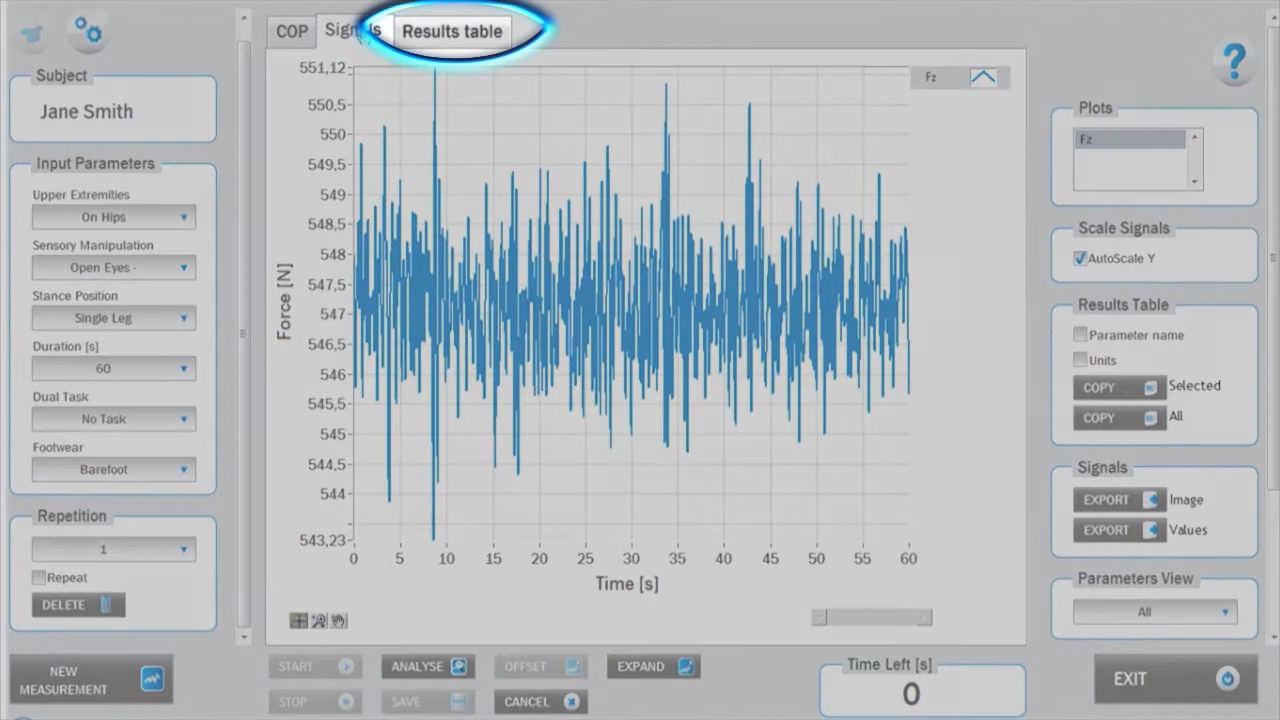 COP
Signals
Results table
Subject
Jane Smith
Input Parameters
Upper Extremities
On Hips
Sensory Manipulation
Open Eyes -
Stance Position
Single Leg
Duration [s]
60
Dual Task
No Task
Footwear
Barefoot
Repetition
1
Repeat
DELETE
NEW
MEASUREMENT
551,12
550,5
550
549,5
549
548,5
548
547,5
547
546,5
546
545,5
545
544,5
544
543,23
Force [N]
0 5 10 15 20 25 30 35 40 45 50 55 60
Time [s]
Fz
START
ANALYSE
OFFSET
EXPAND
STOP
SAVE
CANCEL
Time Left [s]
0
?
Plots
Fz
Scale Signals
AutoScale Y
Results Table
Parameter name
Units
COPY Selected
COPY All
Signals
EXPORT Image
EXPORT Values
Parameters View
All
EXIT